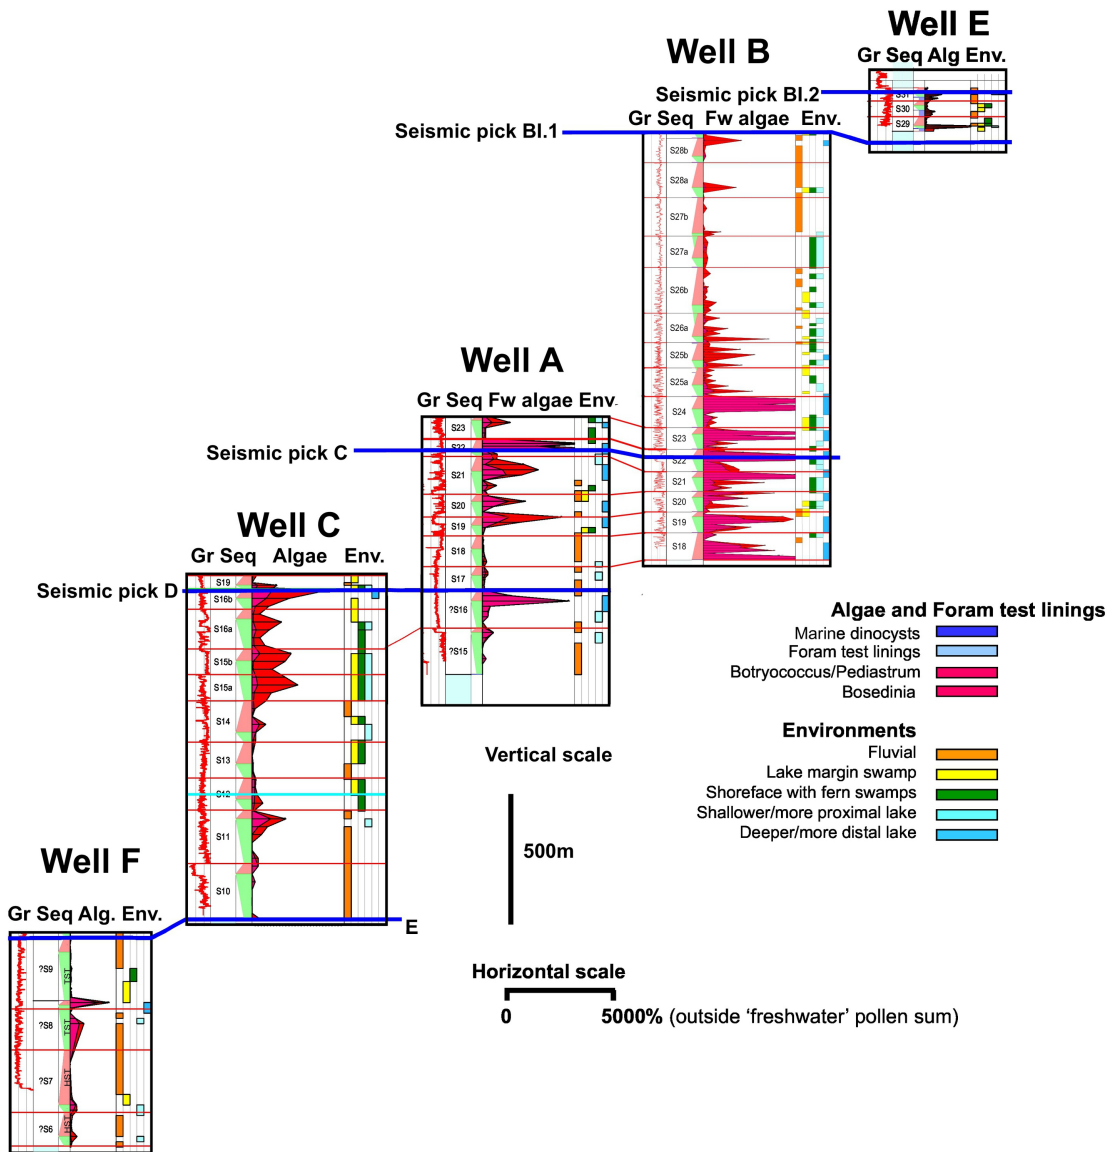 Well E
Gr Seq Alg Env.
Well B
Seismic pick Bl.2
S31
S30
S29
Gr Seq Fw algae Env.
Seismic pick Bl.1
S28b
S28a
S27b
S27a
S26b
S26a
S25b
S25a
S24
S23
S22
S21
S20
S19
S18
Well A
Gr Seq Fw algae Env
Seismic pick C
S23
S22
S21
S20
S19
S18
S17
?S16
?S15
Well C
Gr Seq Algae Env.
Seismic pick D
S19
S16b
S16a
S15b
S15a
S14
S13
S12
S11
S10
E
Well F
Gr Seq Alg. Env.
?S9
TST
?S8
TST
?S7
HST
?S6
HST
Vertical scale
500m
Horizontal scale
0 5000% (outside ‘freshwater’ pollen sum)
Algae and Foram test linings
Marine dinocysts
Foram test linings
Botryococcus/Pediastrum
Bosedinia
Environments
Fluvial
Lake margin swamp
Shoreface with fern swamps
Shallower/more proximal lake
Deeper/more distal lake